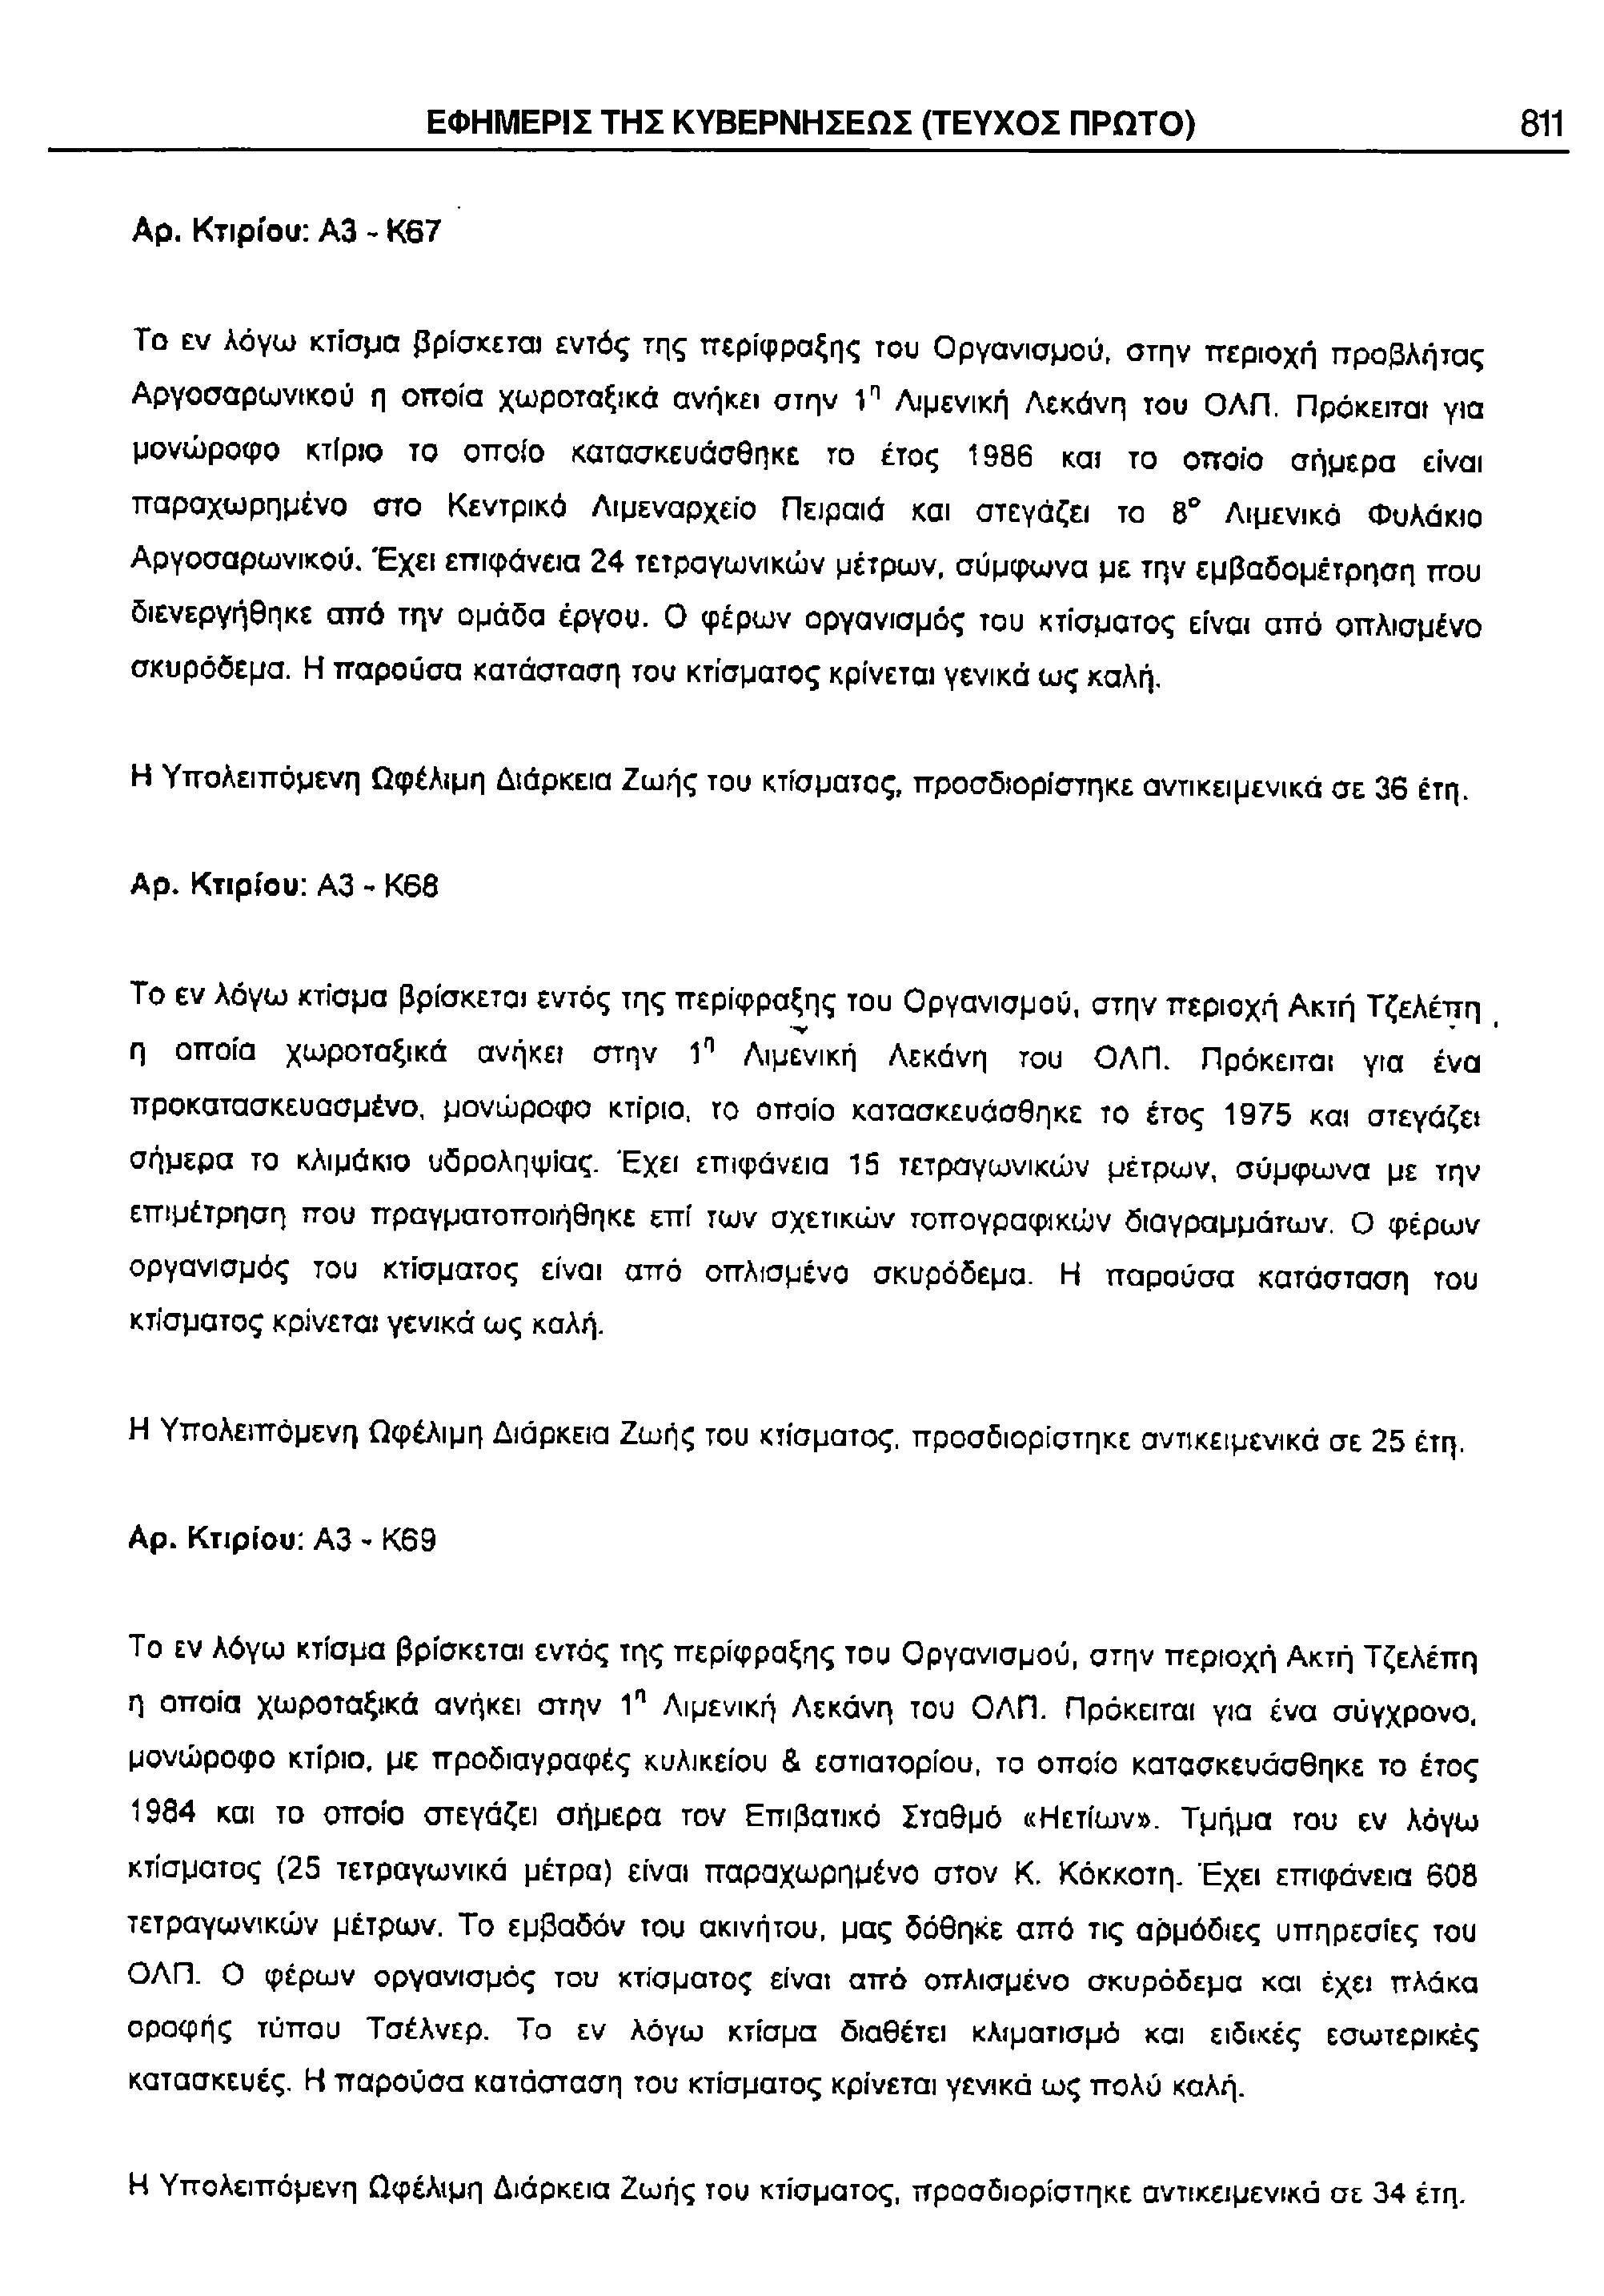 ΕΦΗΜΕΡΙΣ ΤΗΣ ΚΥΒΕΡΝΗΣΕΩΣ (ΤΕΥΧΟΣ ΠΡΩΤΟ) 811
Αρ. Κτιρίου: Α3 - Κ67
Το εν λόγω κτίσμα βρίσκεται εντός της περίφραξης του Οργανισμού, στην περιοχή προβλήτας
Αργοσαρωνικού η οποία χωροταξικά ανήκει στην 1η Λιμενική Λεκάνη του ΟΛΠ. Πρόκειται για
μονώροφο κτίριο το οποίο κατασκευάσθηκε το έτος 1986 και το οποίο σήμερα είναι
παραχωρημένο στο Κεντρικό Λιμεναρχείο Πειραιά και στεγάζει το 8ο Λιμενικό Φυλάκιο
Αργοσαρωνικού. Έχει επιφάνεια 24 τετραγωνικών μέτρων, σύμφωνα με την εμβαδομέτρηση που
διενεργήθηκε από την ομάδα έργου. Ο φέρων οργανισμός του κτίσματος είναι από οπλισμένο
σκυρόδεμα. Η παρούσα κατάσταση του κτίσματος κρίνεται γενικά ως καλή.
Η Υπολειπόμενη Ωφέλιμη Διάρκεια Ζωής του κτίσματος, προσδιορίστηκε αντικειμενικά σε 36 έτη.
Αρ. Κτιρίου: Α3 - Κ68
Το εν λόγω κτίσμα βρίσκεται εντός της περίφραξης του Οργανισμού, στην περιοχή Ακτή Τζελέπη ,
η οποία χωροταξικά ανήκει στην 1η Λιμενική Λεκάνη του ΟΛΠ. Πρόκειται για ένα
προκατασκευασμένο, μονώροφο κτίριο, το οποίο κατασκευάσθηκε το έτος 1975 και στεγάζει
σήμερα το κλιμάκιο υδροληψίας. Έχει επιφάνεια 15 τετραγωνικών μέτρων, σύμφωνα με την
επιμέτρηση που πραγματοποιήθηκε επί των σχετικών τοπογραφικών διαγραμμάτων. Ο φέρων
οργανισμός του κτίσματος είναι από οπλισμένο σκυρόδεμα. Η παρούσα κατάσταση του
κτίσματος κρίνεται γενικά ως καλή.
Η Υπολειπόμενη Ωφέλιμη Διάρκεια Ζωής του κτίσματος, προσδιορίστηκε αντικειμενικά σε 25 έτη.
Αρ. Κτιρίου: Α3 - Κ69
Το εν λόγω κτίσμα βρίσκεται εντός της περίφραξης του Οργανισμού, στην περιοχή Ακτή Τζελέπη
η οποία χωροταξικά ανήκει στην 1η Λιμενική Λεκάνη του ΟΛΠ. Πρόκειται για ένα σύγχρονο,
μονώροφο κτίριο, με προδιαγραφές κυλικείου & εστιατορίου, το οποίο κατασκευάσθηκε το έτος
1984 και το οποίο στεγάζει σήμερα τον Επιβατικό Σταθμό «Ηετίων». Τμήμα του εν λόγω
κτίσματος (25 τετραγωνικά μέτρα) είναι παραχωρημένο στον Κ. Κόκκοτη. Έχει επιφάνεια 608
τετραγωνικών μέτρων. Το εμβαδόν του ακινήτου, μας δόθηκε από τις αρμόδιες υπηρεσίες του
ΟΛΠ. Ο φέρων οργανισμός του κτίσματος είναι από οπλισμένο σκυρόδεμα και έχει πλάκα
οροφής τύπου Τσέλνερ. Το εν λόγω κτίσμα διαθέτει κλιματισμό και ειδικές εσωτερικές
κατασκευές. Η παρούσα κατάσταση του κτίσματος κρίνεται γενικά ως πολύ καλή.
Η Υπολειπόμενη Ωφέλιμη Διάρκεια Ζωής του κτίσματος, προσδιορίστηκε αντικειμενικά σε 34 έτη.